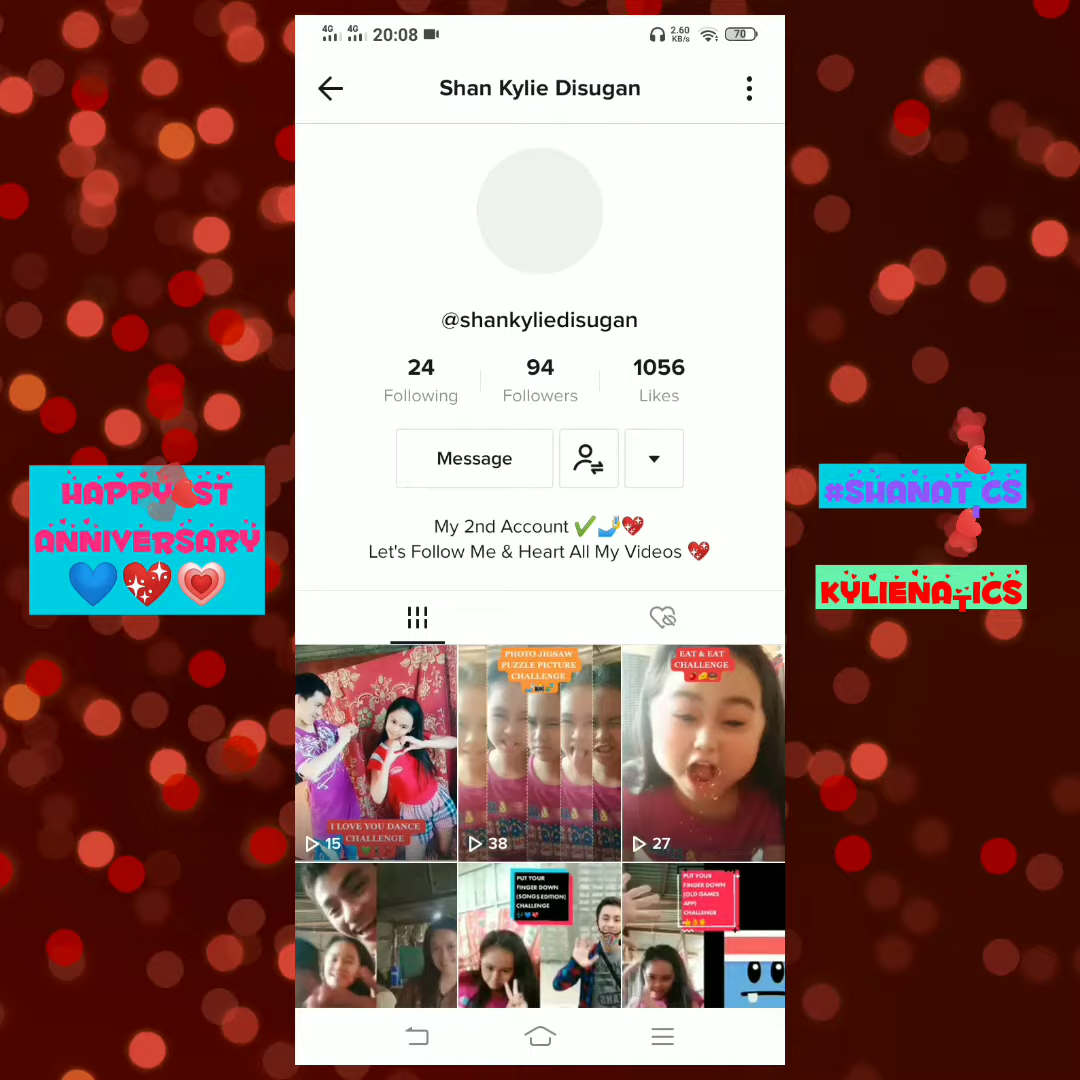 4G 4G 20:08 2.60 KB/s 70
Shan Kylie Disugan
@shankyliedisugan
24 94 1056
Following Followers Likes
Message
My 2nd Account ✔️🤳💖
Let's Follow Me & Heart All My Videos 💖
HAPPY ST
ANNIVERSARY
💙💖💗
#SHANAT CS
KYLIENATICS
I LOVE YOU DANCE
CHALLENGE
15
PHOTO JIGSAW
PUZZLE PICTURE
CHALLENGE
38
EAT & EAT
CHALLENGE
27
PUT YOUR
FINGER DOWN
(SONGS EDITION)
CHALLENGE
PUT YOUR
FINGER DOWN
(OLD GAMES
APP)
CHALLENGE